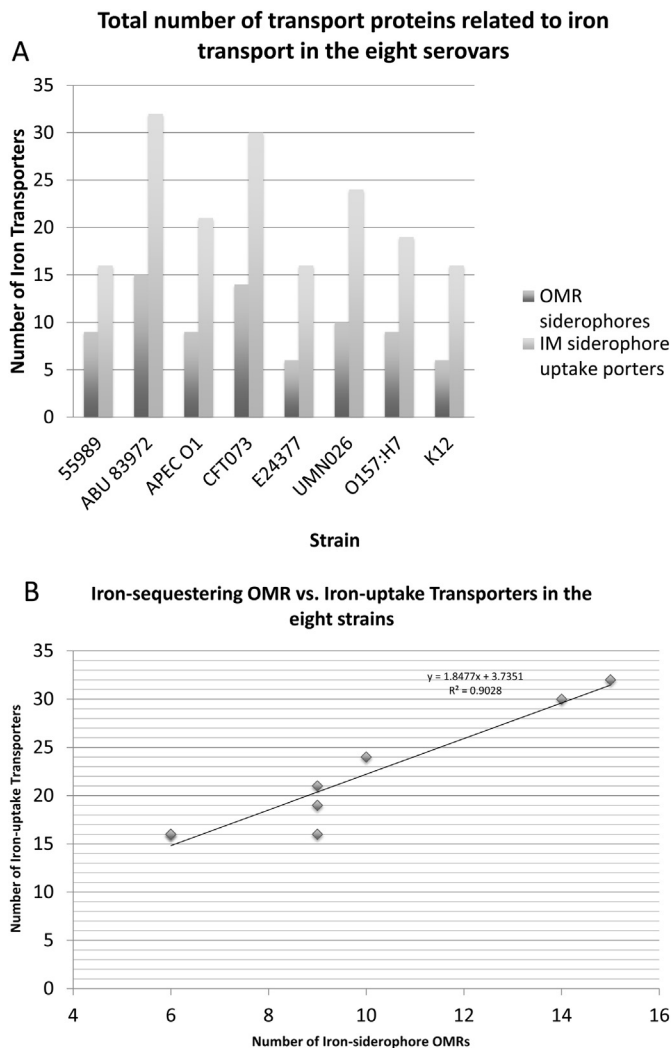 A
Total number of transport proteins related to iron
transport in the eight serovars
Number of Iron Transporters
35
30
25
20
15
10
5
0
55989
ABU 83972
APEC O1
CFT073
E24377
UMN026
O157:H7
K12
Strain
OMR
siderophores
IM siderophore
uptake porters
B
Iron-sequestering OMR vs. Iron-uptake Transporters in the
eight strains
Number of Iron-uptake Transporters
35
30
25
20
15
10
5
0
y = 1.8477x + 3.7351
R² = 0.9028
4
6
8
10
12
14
16
Number of Iron-siderophore OMRs